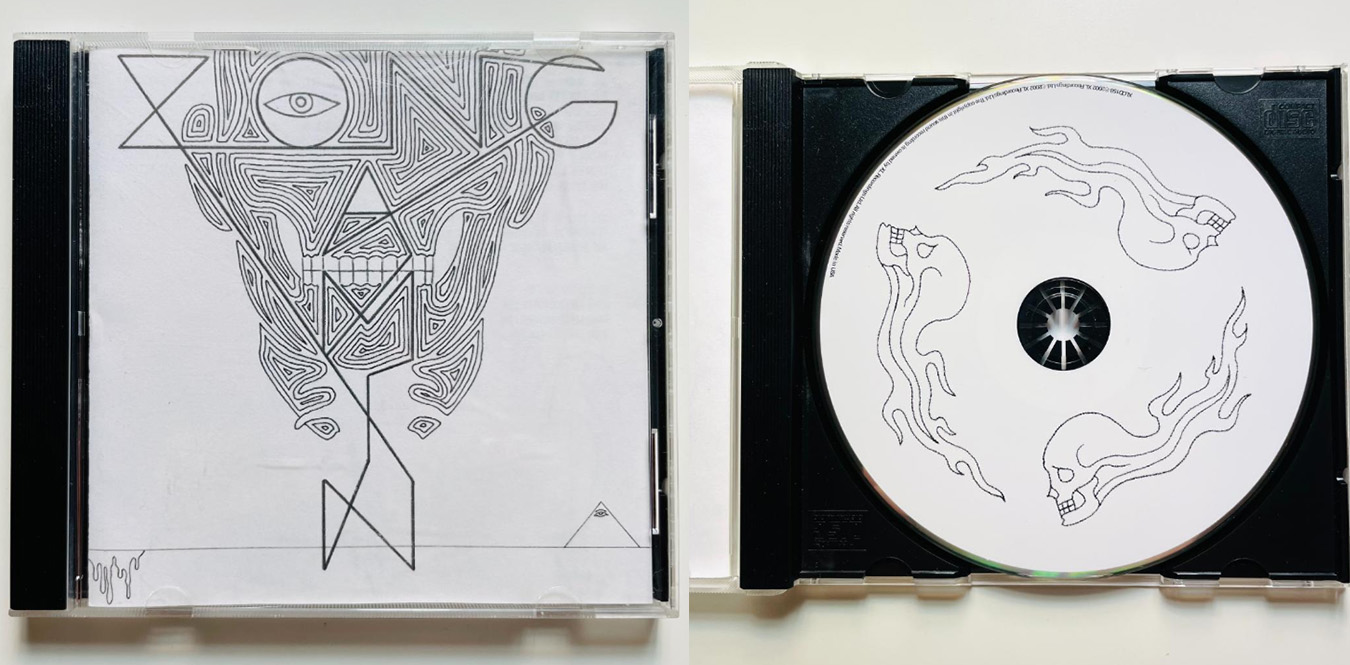 ZONG
A
M
I
N
℗2002 XL Recordings Ltd. ©2002 XL Recordings Ltd. The copyright in this sound recording is owned by XL Recordings Ltd. All rights reserved. Made in USA
COMPACT
disc
DIGITAL AUDIO